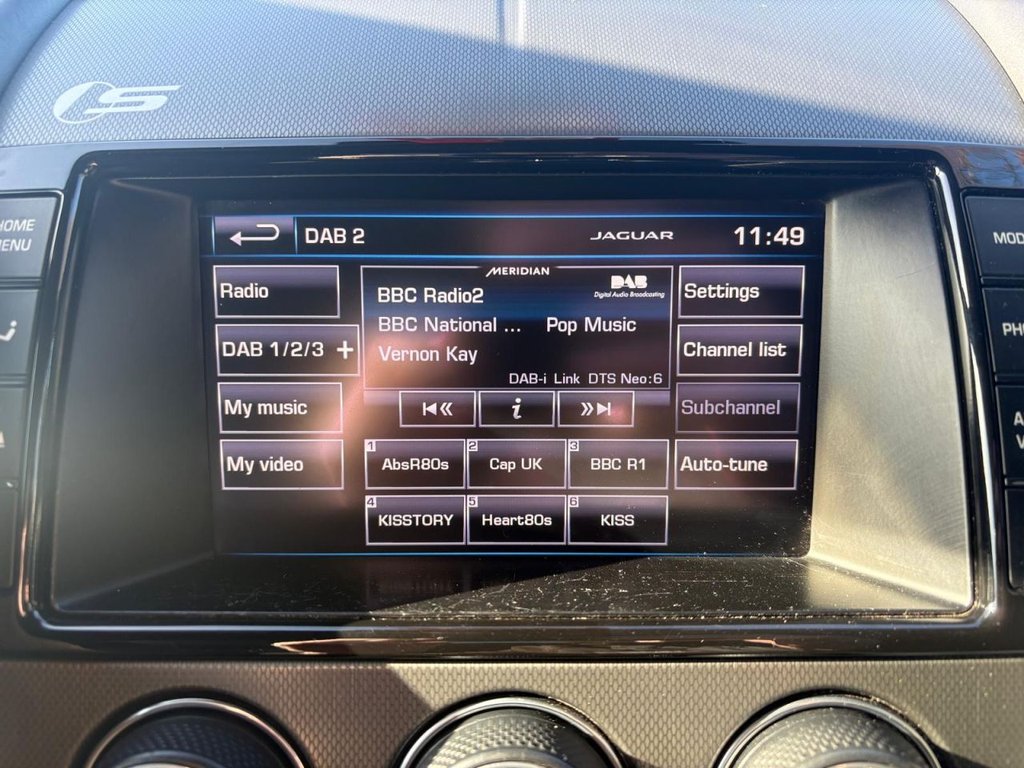 S
HOME
MENU
DAB 2
JAGUAR
11:49
MERIDIAN
Radio
BBC Radio2
DAB
Digital Audio Broadcasting
Settings
BBC National ... Pop Music
DAB 1/2/3 +
Vernon Kay
Channel list
DAB-i Link DTS Neo:6
My music
i
Subchannel
My video
1 AbsR80s
2 Cap UK
3 BBC R1
Auto-tune
4 KISSTORY
5 Heart80s
6 KISS